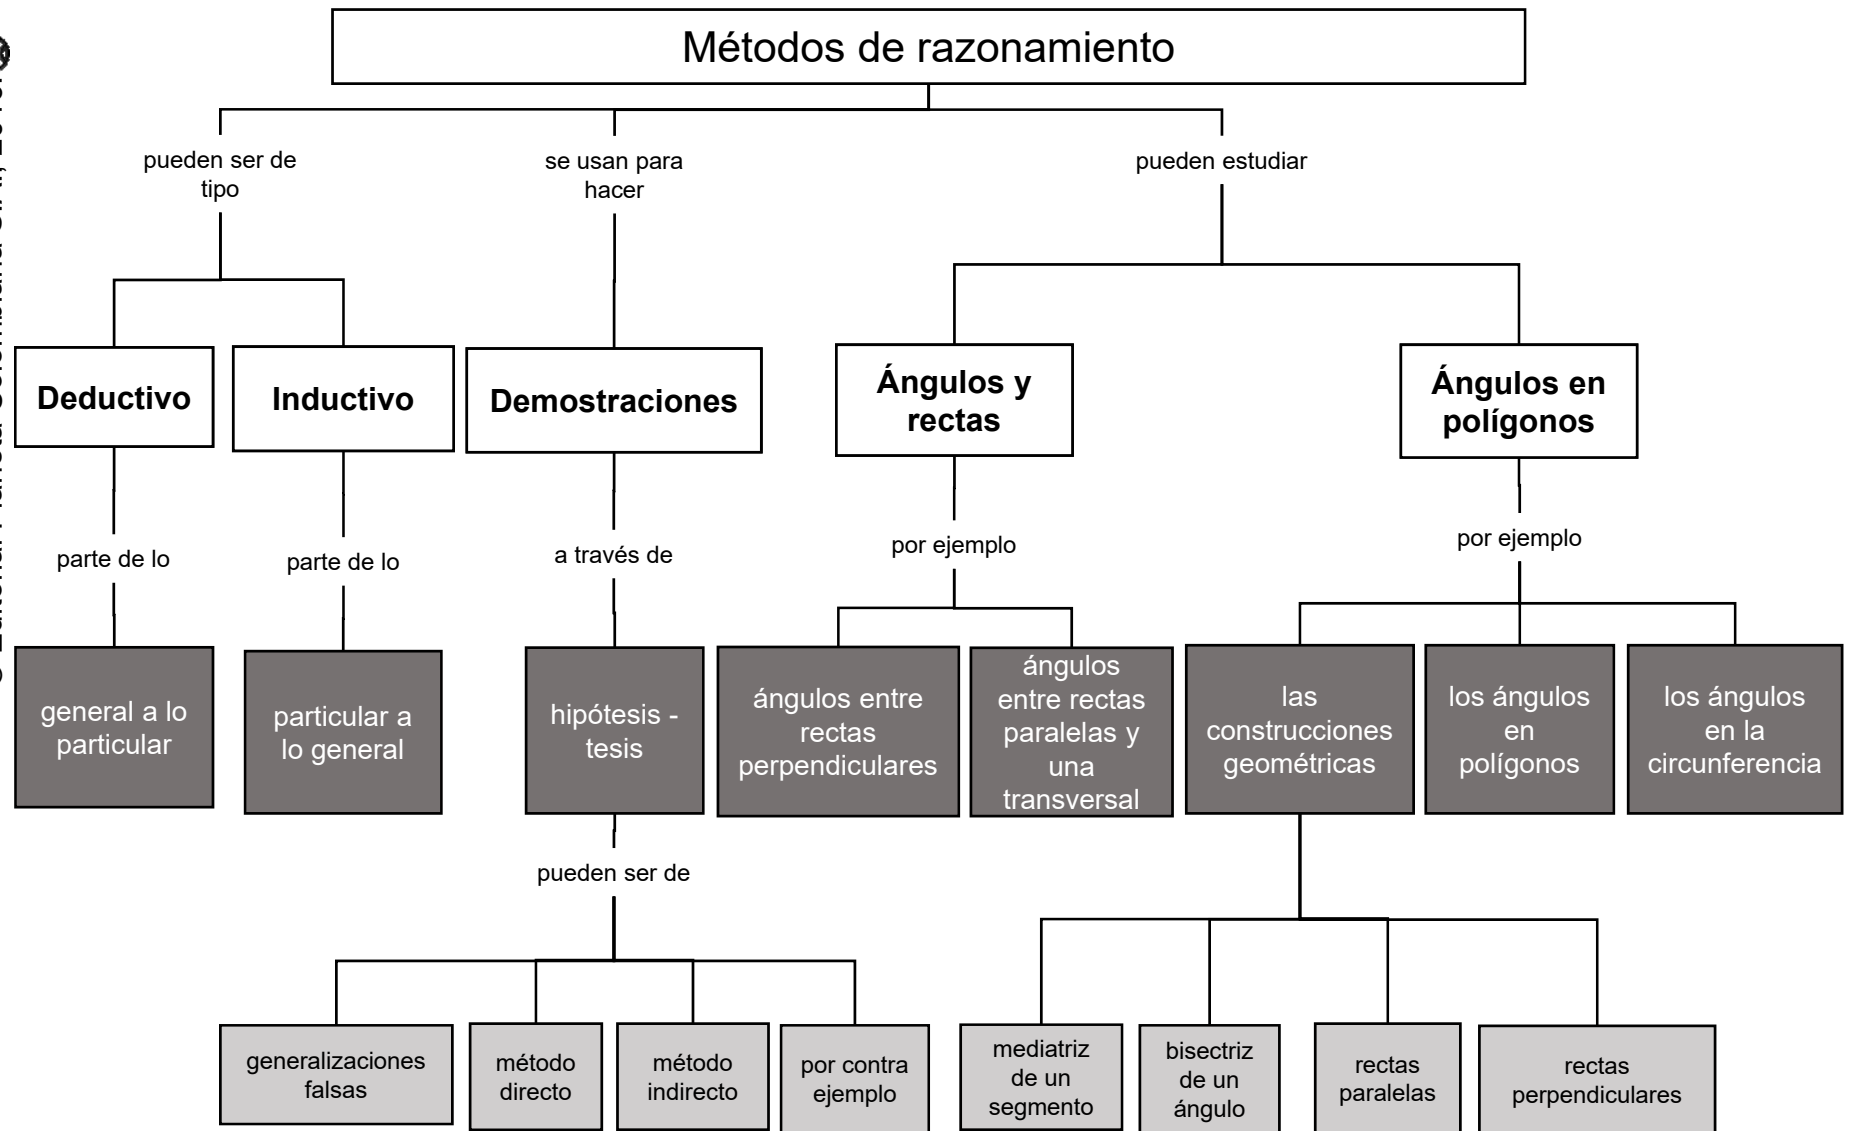 Métodos de razonamiento
pueden ser de
tipo
se usan para
hacer
pueden estudiar
Deductivo
Inductivo
Demostraciones
Ángulos y
rectas
Ángulos en
polígonos
parte de lo
parte de lo
a través de
por ejemplo
por ejemplo
general a lo
particular
particular a
lo general
hipótesis -
tesis
ángulos entre
rectas
perpendiculares
ángulos
entre rectas
paralelas y
una
transversal
las
construcciones
geométricas
los ángulos
en
polígonos
los ángulos
en la
circunferencia
pueden ser de
generalizaciones
falsas
método
directo
método
indirecto
por contra
ejemplo
mediatriz
de un
segmento
bisectriz
de un
ángulo
rectas
paralelas
rectas
perpendiculares